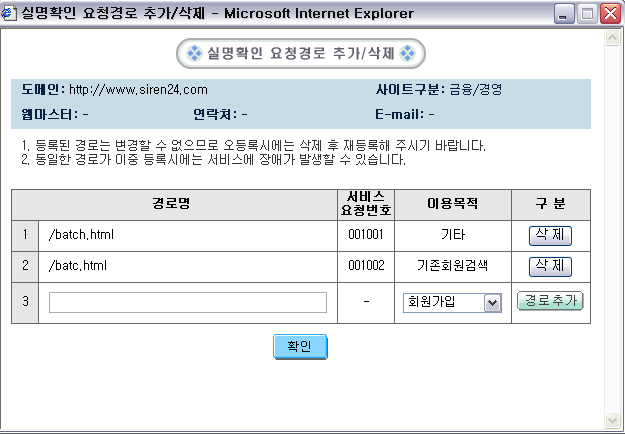 실명확인 요청경로 추가/삭제 - Microsoft Internet Explorer
실명확인 요청경로 추가/삭제
도메인: http://www.siren24.com 사이트구분: 금융/경영
웹마스터: - 연락처: - E-mail: -
1. 등록된 경로는 변경할 수 없으므로 오등록시에는 삭제 후 재등록해 주시기 바랍니다.
2. 동일한 경로가 이중 등록시에는 서비스에 장애가 발생할 수 있습니다.
경로명 서비스 요청번호 이용목적 구 분
1 /batch.html 001001 기타 삭 제
2 /batc.html 001002 기존회원검색 삭 제
3 - 회원가입 경로추가
확인